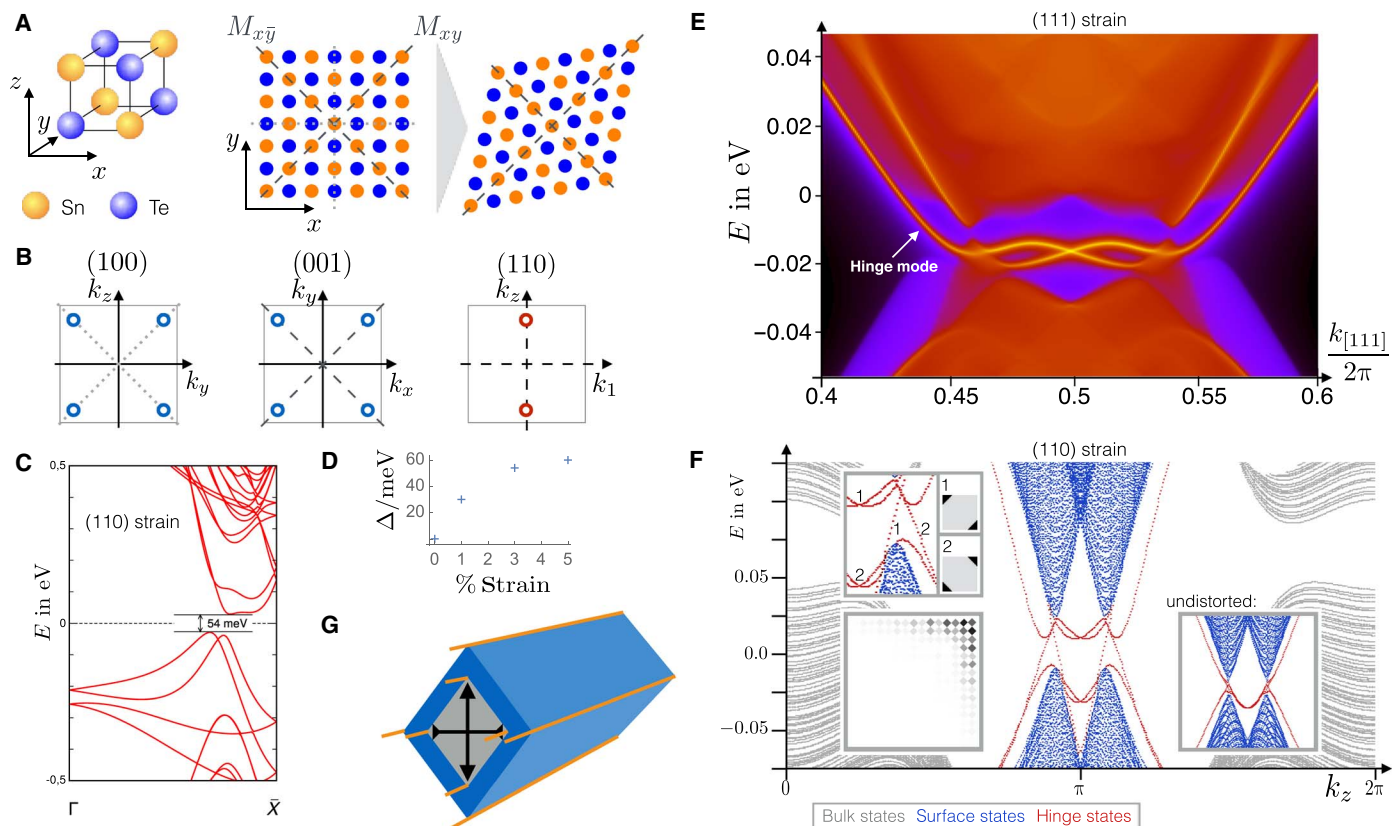 A
z
y
x
Sn
Te
M_{x\bar{y}}
M_{xy}
y
x
B
(100)
k_z
k_y
(001)
k_y
k_x
(110)
k_z
k_1
C
0,5
(110) strain
E in eV
0
54 meV
-0,5
Γ
\bar{X}
D
Δ/meV
60
40
20
0 1 2 3 4 5
% Strain
G
E
(111) strain
E in eV
0.04
0.02
0
−0.02
−0.04
Hinge mode
0.4
0.45
0.5
0.55
0.6
k_{[111]}
2π
F
(110) strain
E in eV
0.05
0.0
−0.05
1
1
2
2
1
2
undistorted:
0
π
k_z
2π
Bulk states Surface states Hinge states